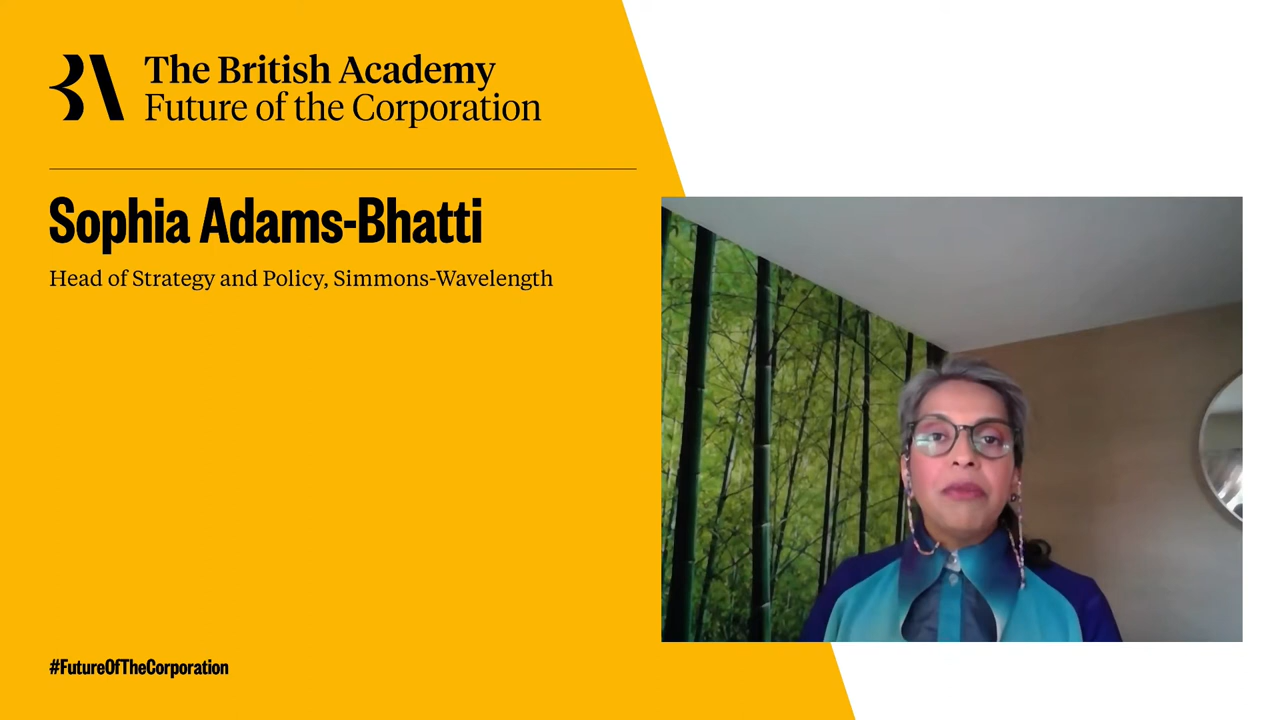 The British Academy
Future of the Corporation
Sophia Adams-Bhatti
Head of Strategy and Policy, Simmons-Wavelength
#FutureOfTheCorporation